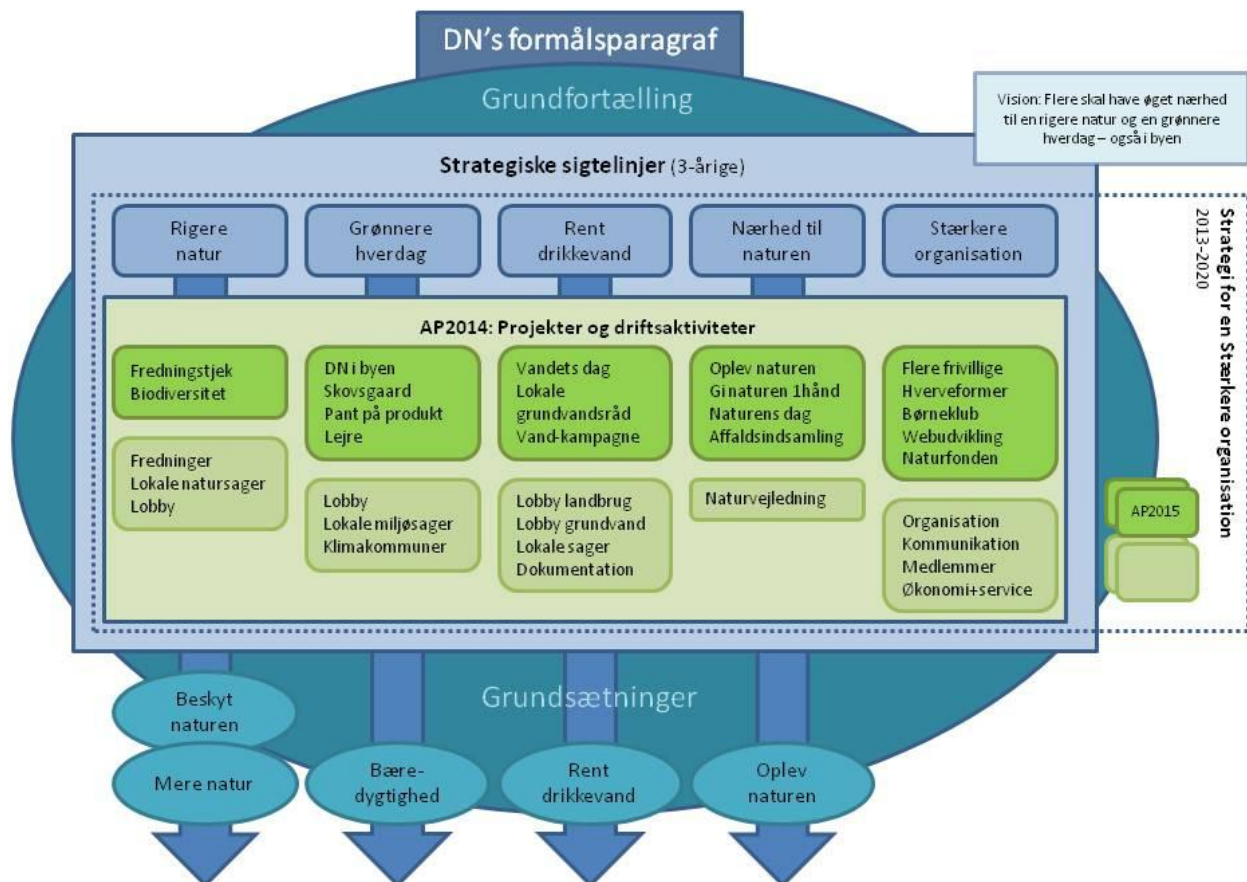 DN's formålsparagraf
Grundfortælling
Vision: Flere skal have øget nærhed
til en rigere natur og en grønnere
hverdag – også i byen
Strategiske sigtelinjer (3-årige)
Rigere
natur
Grønnere
hverdag
Rent
drikkevand
Nærhed til
naturen
Stærkere
organisation
Strategi for en Stærkere organisation
2013-2020
AP2014: Projekter og driftsaktiviteter
Fredningstjek
Biodiversitet
DN i byen
Skovsgaard
Pant på produkt
Lejre
Vandets dag
Lokale
grundvandsråd
Vand-kampagne
Oplev naturen
Gi naturen 1hånd
Naturens dag
Affaldsindsamling
Flere frivillige
Hverveformer
Børneklub
Webudvikling
Naturfonden
Fredninger
Lokale natursager
Lobby
Lobby
Lokale miljøsager
Klimakommuner
Lobby landbrug
Lobby grundvand
Lokale sager
Dokumentation
Naturvejledning
Organisation
Kommunikation
Medlemmer
Økonomi+service
AP2015
Grundsætninger
Beskyt
naturen
Mere natur
Bære-
dygtighed
Rent
drikkevand
Oplev
naturen